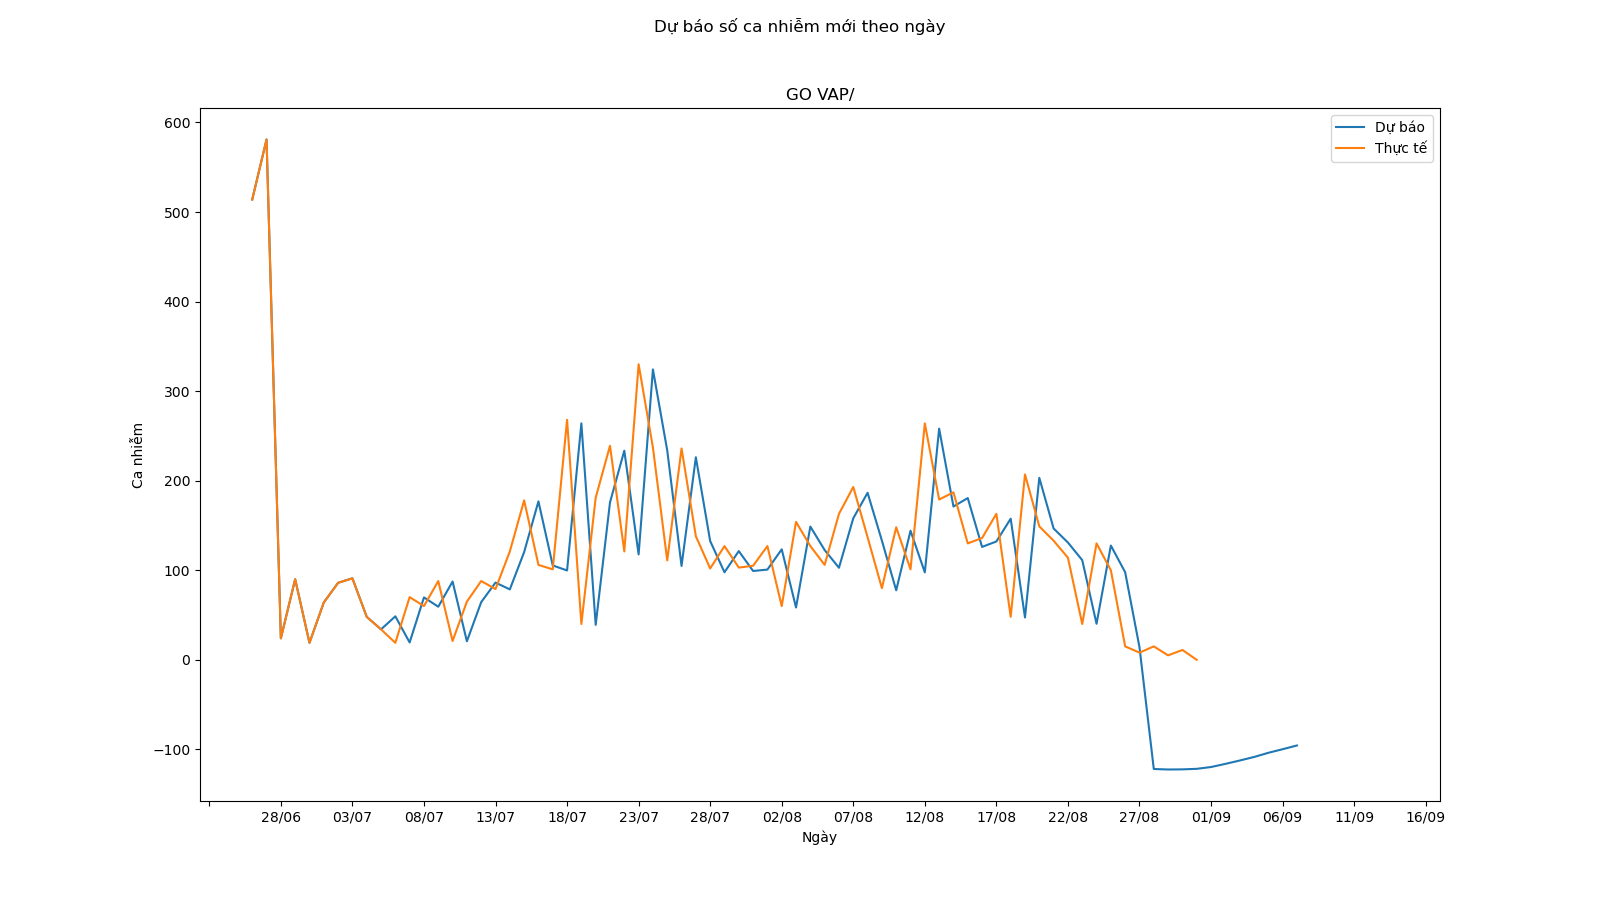 Dự báo số ca nhiễm mới theo ngày
GO VAP/
Dự báo
Thực tế
600
500
400
300
200
100
0
−100
Ca nhiễm
28/06 03/07 08/07 13/07 18/07 23/07 28/07 02/08 07/08 12/08 17/08 22/08 27/08 01/09 06/09 11/09 16/09
Ngày